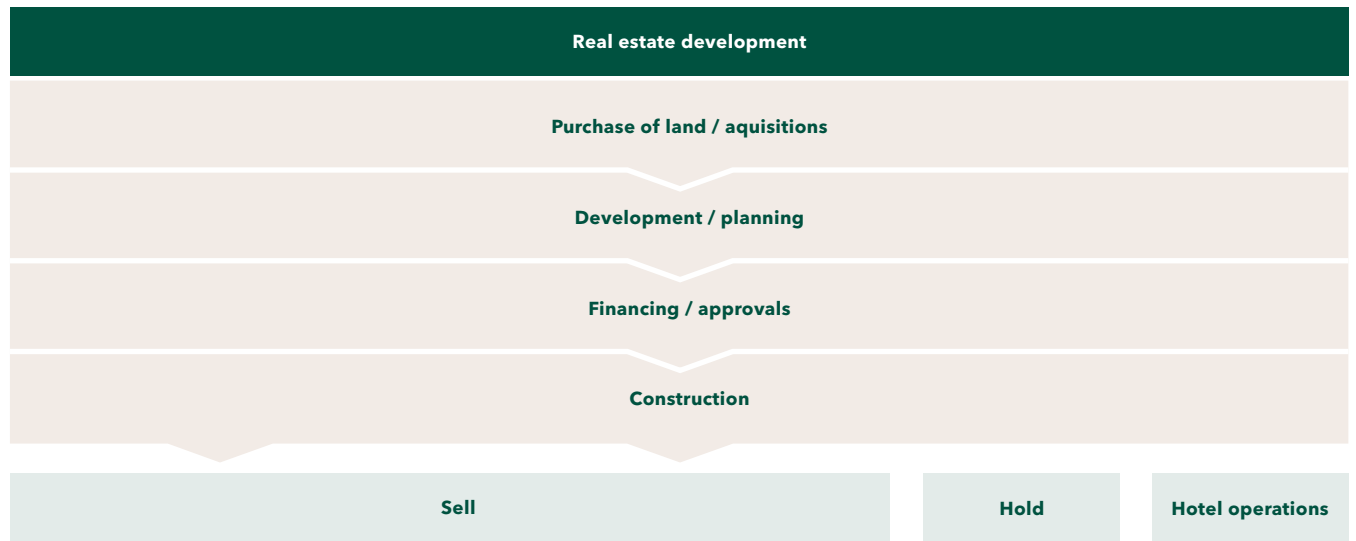 Real estate development
Purchase of land / aquisitions
Development / planning
Financing / approvals
Construction
Sell
Hold
Hotel operations